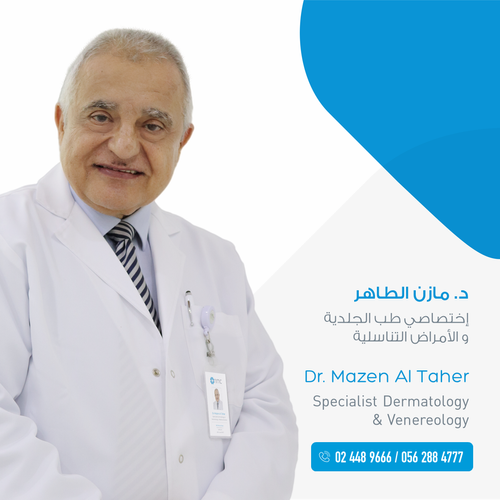 د. مازن الطاهر
إختصاصي طب الجلدية
و الأمراض التناسلية
Dr. Mazen Al Taher
Specialist Dermatology
& Venereology
02 448 9666 / 056 288 4777